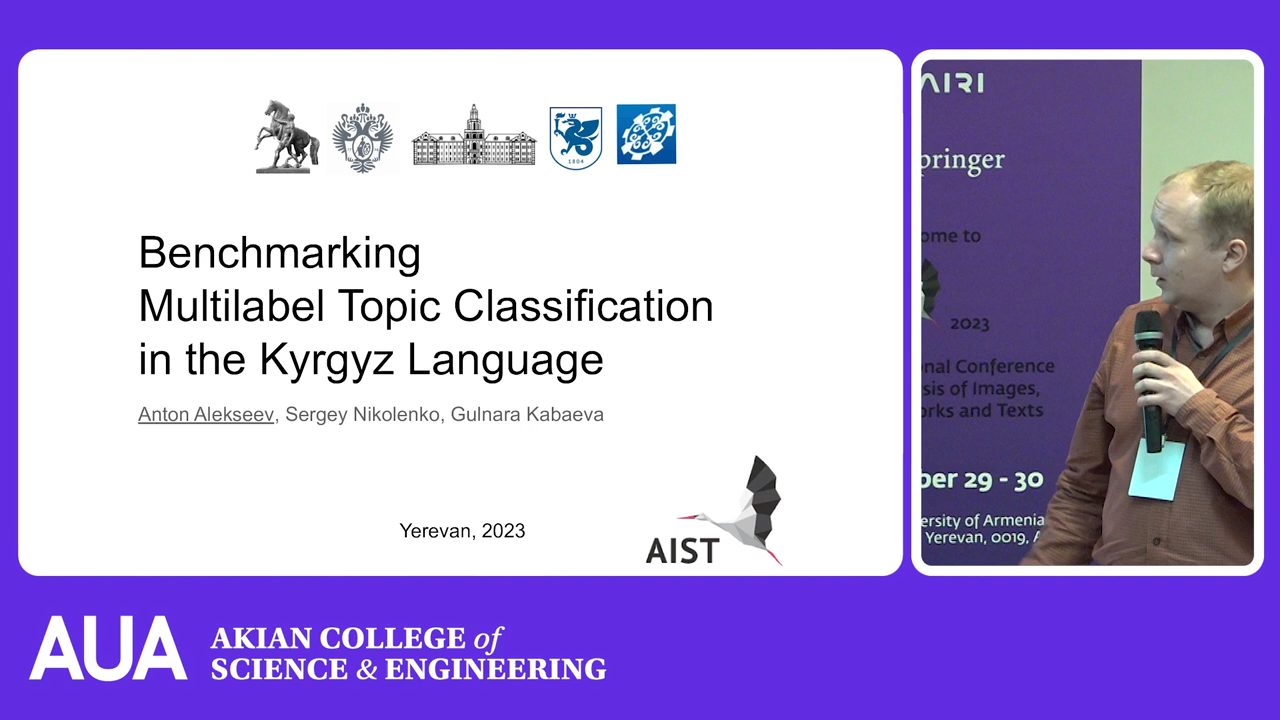 1804
Benchmarking
Multilabel Topic Classification
in the Kyrgyz Language
Anton Alekseev, Sergey Nikolenko, Gulnara Kabaeva
Yerevan, 2023
AIST
AIRI
pringer
ome to
2023
nal Conference
sis of Images,
orks and Texts
ber 29 - 30
ersity of Armenia
Yerevan, 0019, A
AUA
AKIAN COLLEGE of
SCIENCE & ENGINEERING